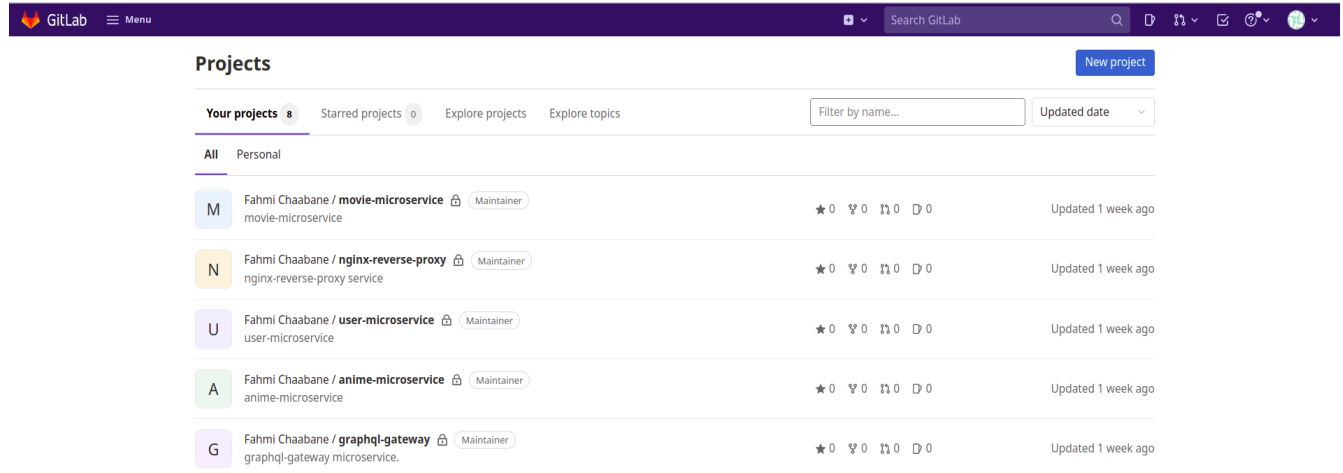 GitLab Menu Search GitLab
Projects New project
Your projects 8 Starred projects 0 Explore projects Explore topics Filter by name... Updated date
All Personal
M Fahmi Chaabane / movie-microservice Maintainer 0 0 0 0 Updated 1 week ago
movie-microservice
N Fahmi Chaabane / nginx-reverse-proxy Maintainer 0 0 0 0 Updated 1 week ago
nginx-reverse-proxy service
U Fahmi Chaabane / user-microservice Maintainer 0 0 0 0 Updated 1 week ago
user-microservice
A Fahmi Chaabane / anime-microservice Maintainer 0 0 0 0 Updated 1 week ago
anime-microservice
G Fahmi Chaabane / graphql-gateway Maintainer 0 0 0 0 Updated 1 week ago
graphql-gateway microservice.